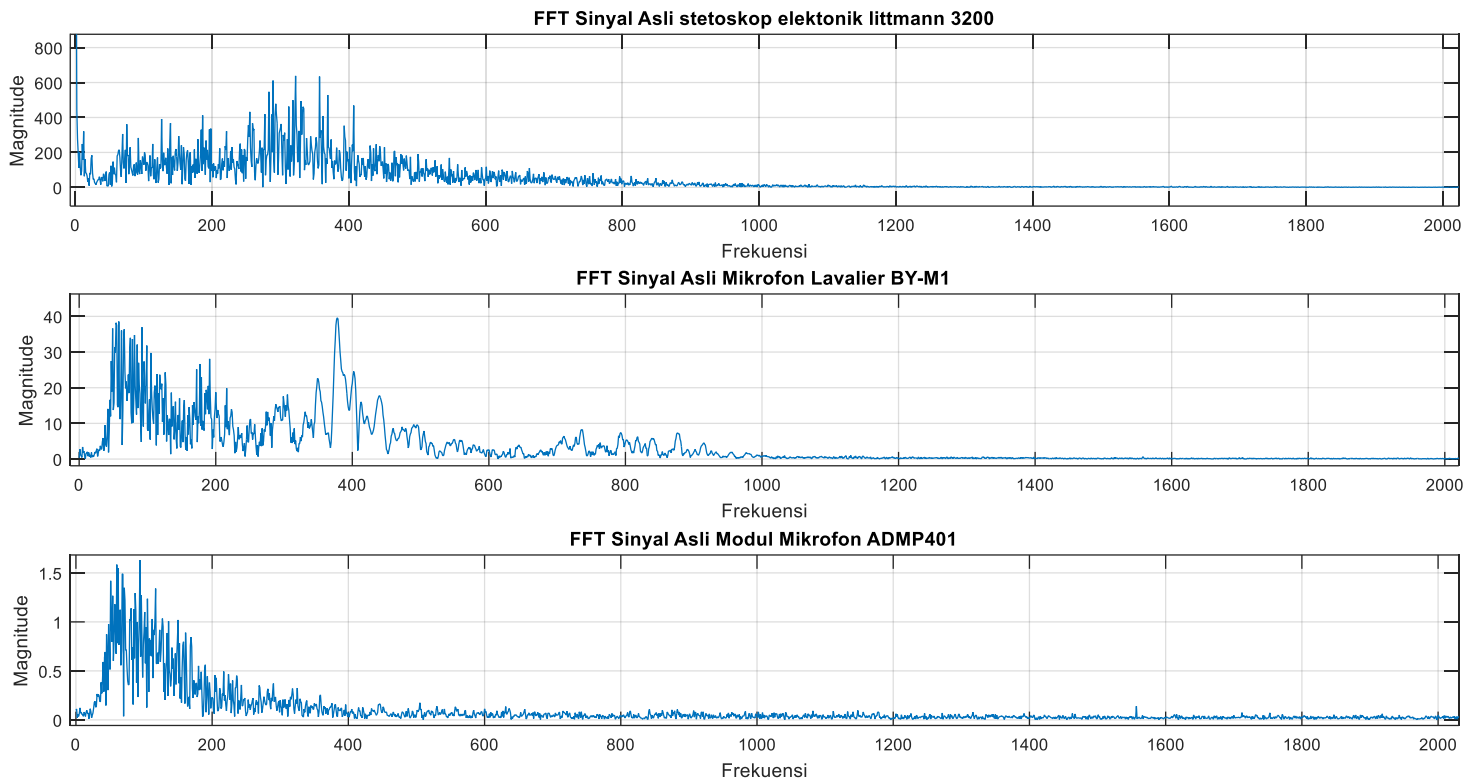 FFT Sinyal Asli stetoskop elektonik littmann 3200
800
600
400
200
0
Magnitude
0 200 400 600 800 1000 1200 1400 1600 1800 2000
Frekuensi
FFT Sinyal Asli Mikrofon Lavalier BY-M1
40
30
20
10
0
Magnitude
0 200 400 600 800 1000 1200 1400 1600 1800 2000
Frekuensi
FFT Sinyal Asli Modul Mikrofon ADMP401
1.5
1
0.5
0
Magnitude
0 200 400 600 800 1000 1200 1400 1600 1800 2000
Frekuensi